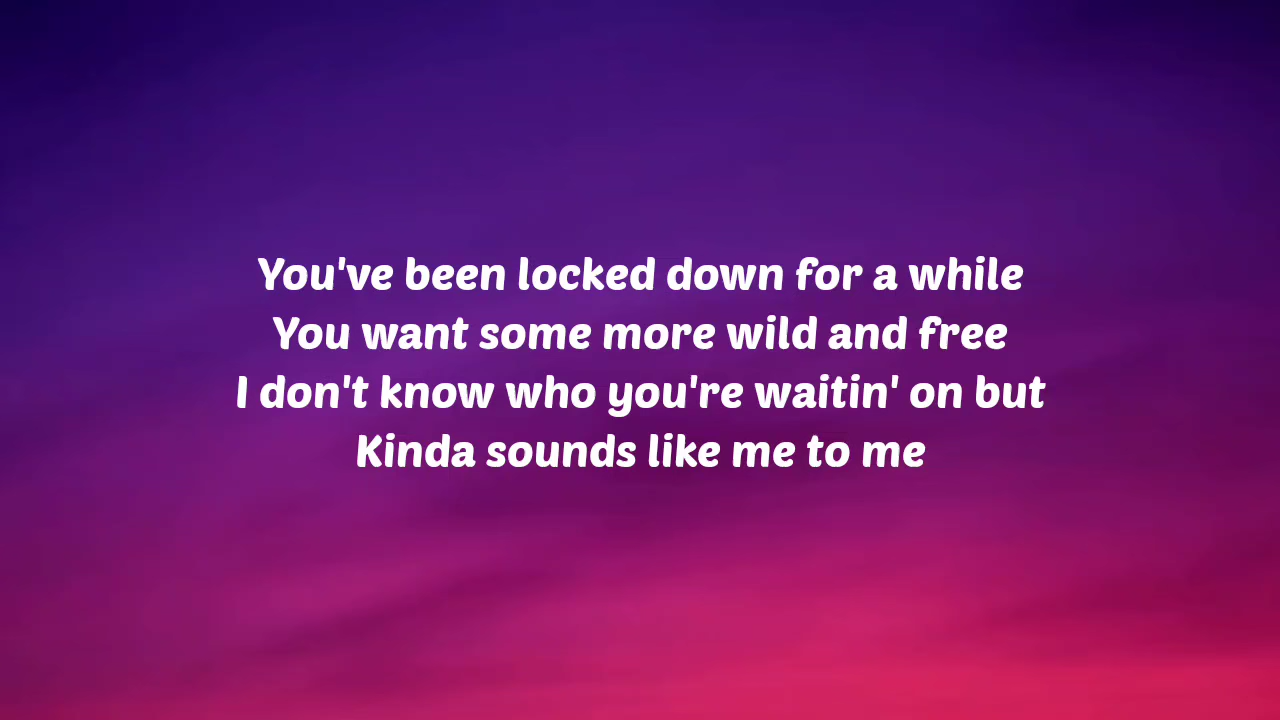 You've been locked down for a while
You want some more wild and free
I don't know who you're waitin' on but
Kinda sounds like me to me